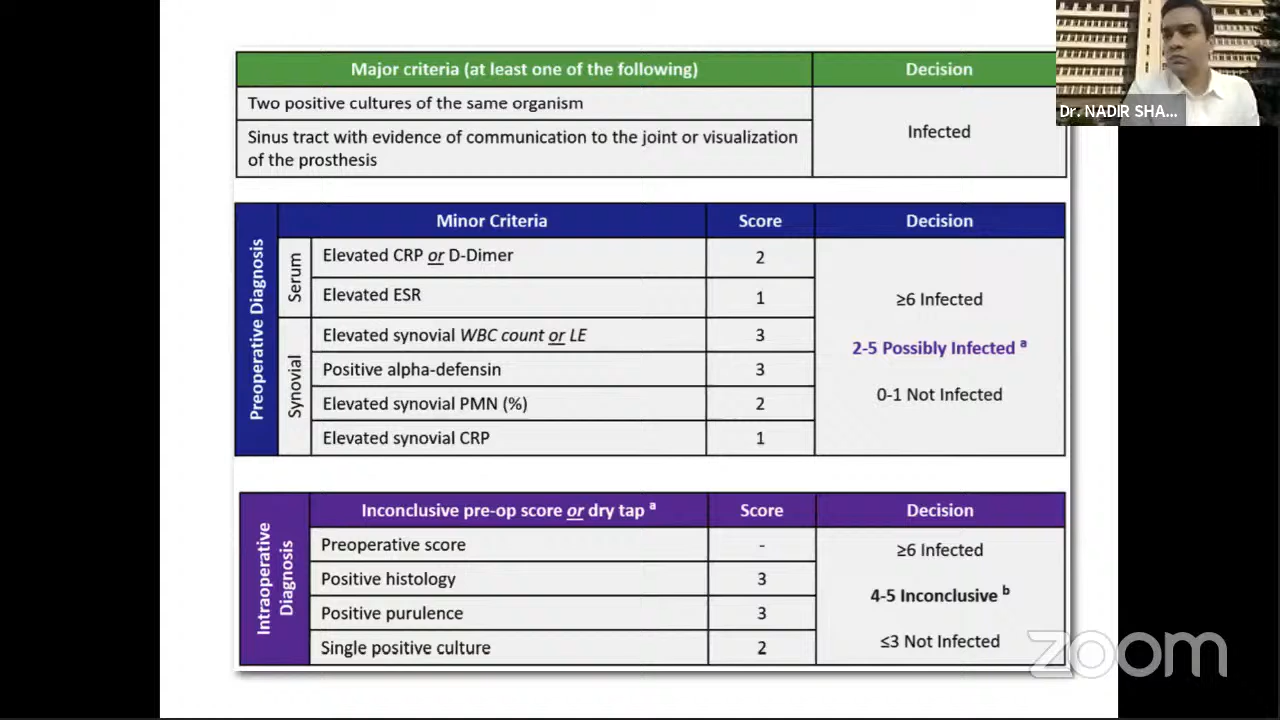 Major criteria (at least one of the following)
Decision
Two positive cultures of the same organism
Sinus tract with evidence of communication to the joint or visualization
of the prosthesis
Infected
Dr. NADIR SHA...
Preoperative Diagnosis
Minor Criteria
Score
Decision
Serum
Elevated CRP or D-Dimer
2
Elevated ESR
1
Synovial
Elevated synovial WBC count or LE
3
Positive alpha-defensin
3
Elevated synovial PMN (%)
2
Elevated synovial CRP
1
≥6 Infected
2-5 Possibly Infected a
0-1 Not Infected
Intraoperative
Diagnosis
Inconclusive pre-op score or dry tap a
Score
Decision
Preoperative score
-
Positive histology
3
Positive purulence
3
Single positive culture
2
≥6 Infected
4-5 Inconclusive b
≤3 Not Infected
zoom